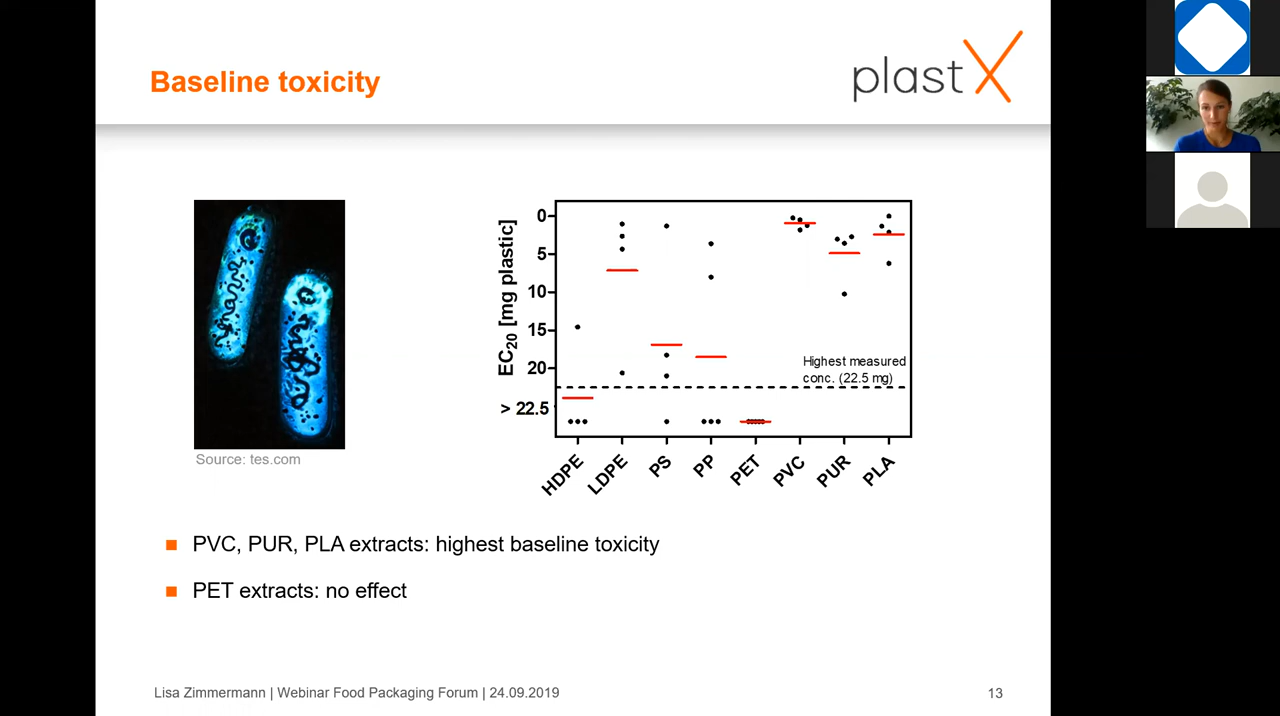 Baseline toxicity
plastX
Source: tes.com
EC20 [mg plastic]
0
5
10
15
20
> 22.5
Highest measured
conc. (22.5 mg)
HDPE
LDPE
PS
PP
PET
PVC
PUR
PLA
PVC, PUR, PLA extracts: highest baseline toxicity
PET extracts: no effect
Lisa Zimmermann | Webinar Food Packaging Forum | 24.09.2019
13